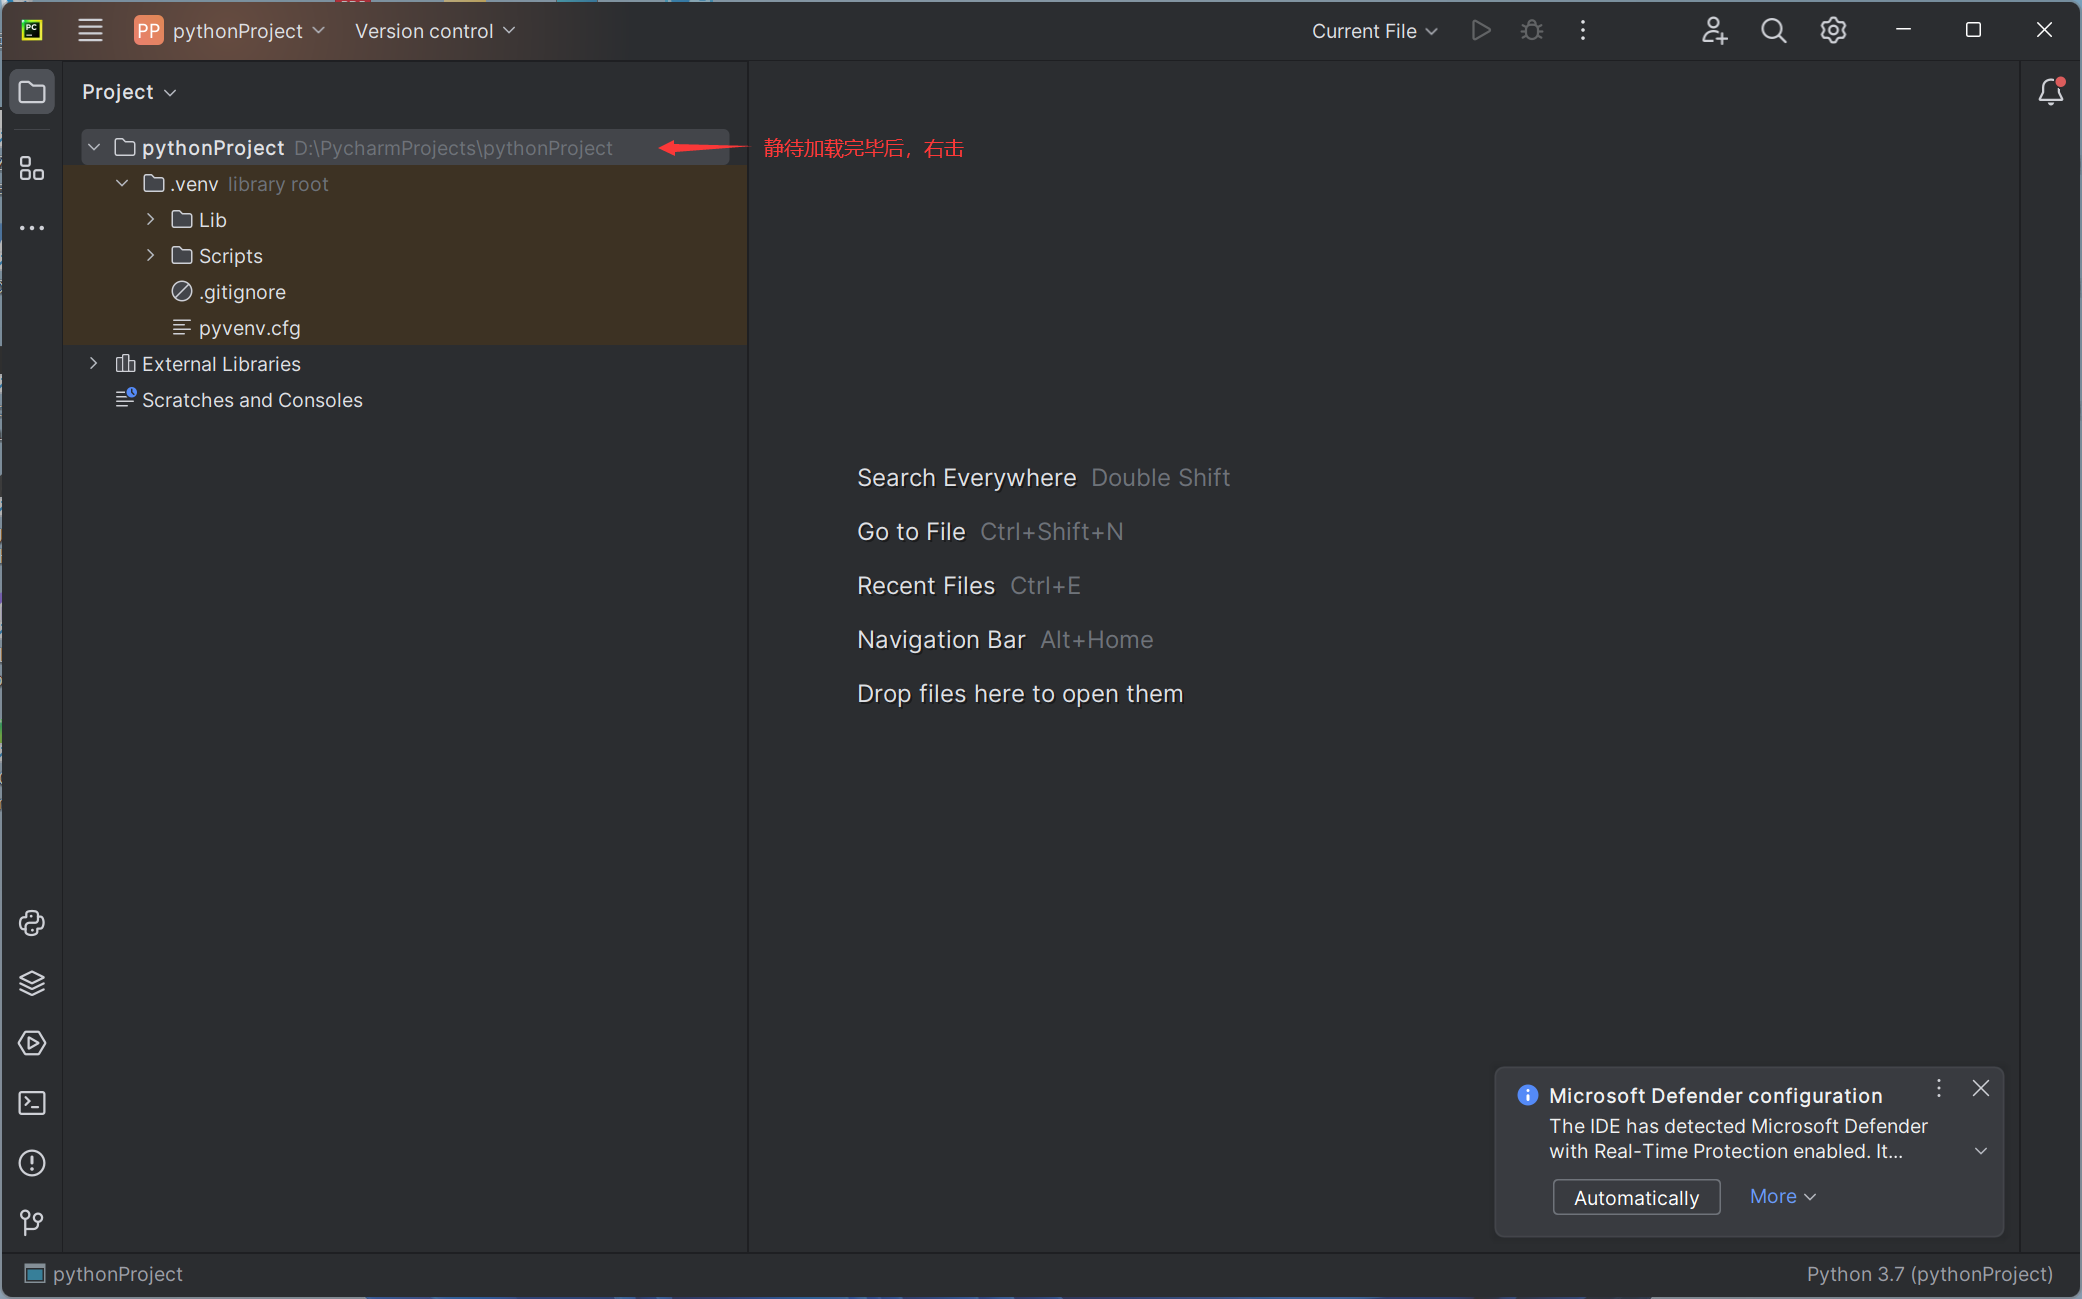 PC
PP pythonProject Version control Current File
Project
pythonProject D:\PycharmProjects\pythonProject 静待加载完毕后，右击
.venv library root
Lib
Scripts
.gitignore
pyvenv.cfg
External Libraries
Scratches and Consoles
Search Everywhere Double Shift
Go to File Ctrl+Shift+N
Recent Files Ctrl+E
Navigation Bar Alt+Home
Drop files here to open them
Microsoft Defender configuration
The IDE has detected Microsoft Defender
with Real-Time Protection enabled. It...
Automatically More
pythonProject Python 3.7 (pythonProject)